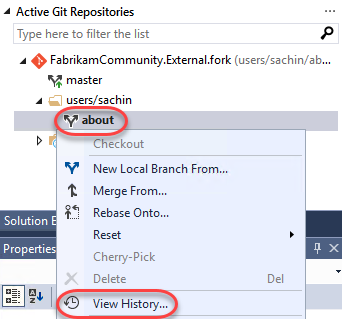 Active Git Repositories
Type here to filter the list
FabrikamCommunity.External.fork (users/sachin/ab...
master
users/sachin
about
Checkout
New Local Branch From...
Merge From...
Rebase Onto...
Reset
Cherry-Pick
Delete Del
View History...
Solution E
Properties